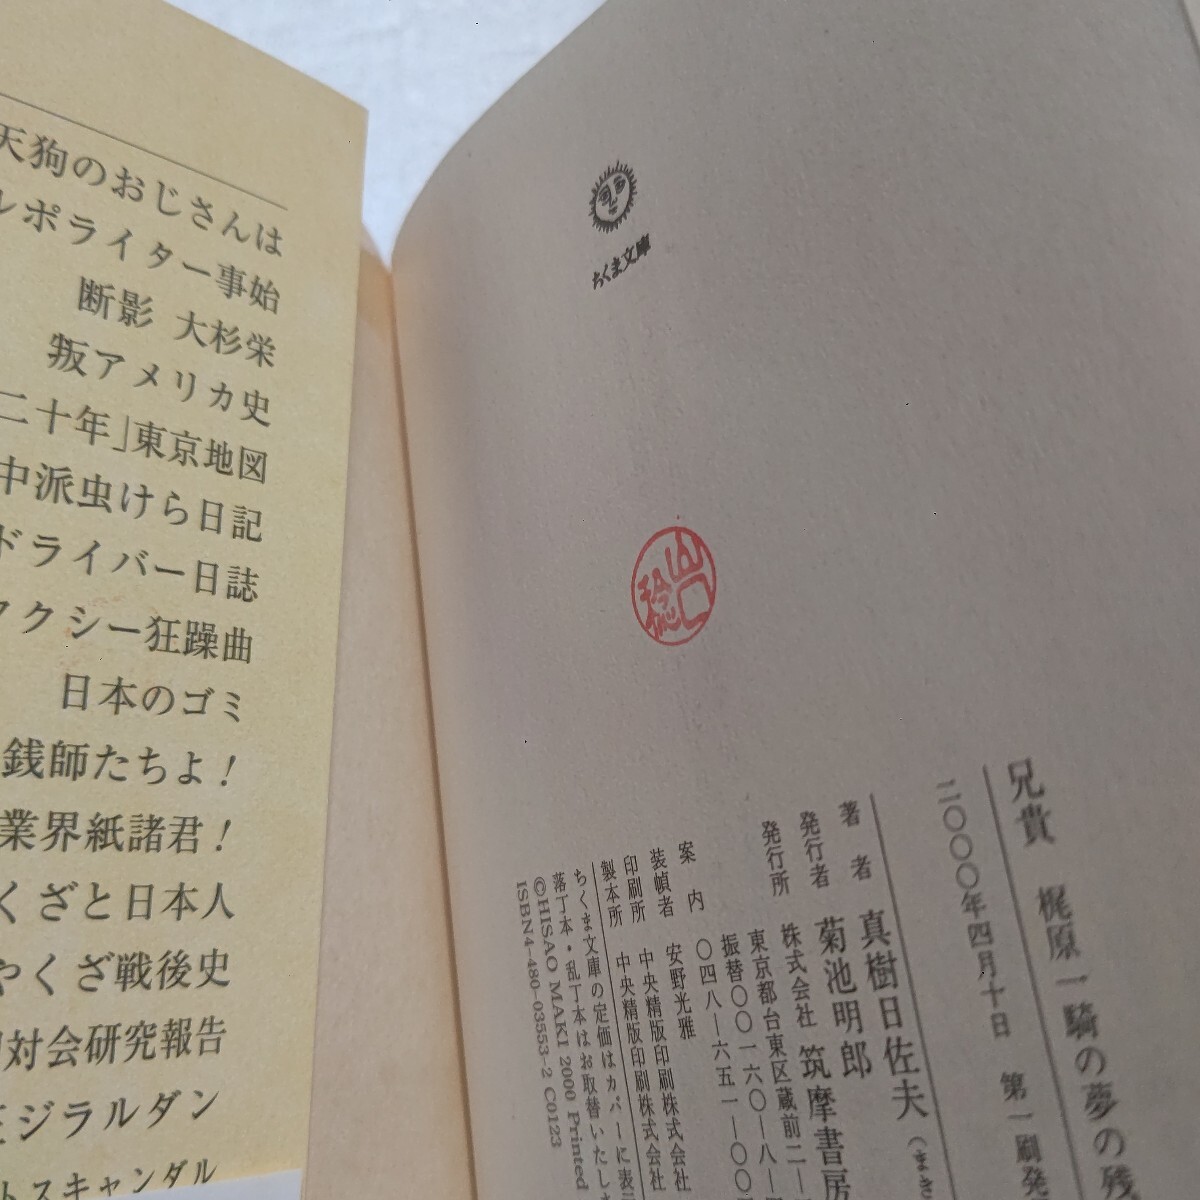 天狗のおじさんは
ルポライター事始
断影 大杉栄
叛アメリカ史
二十年」東京地図
中派虫けら日記
ドライバー日誌
クシー狂躁曲
日本のゴミ
銭師たちよ！
業界紙諸君！
くざと日本人
やくざ戦後史
対会研究報告
ジラルダン
トスキャンダル
ちくま文庫
山口
兄貴 梶原一騎の夢の残
二〇〇〇年四月十日 第一刷発
著者 真樹日佐夫（まき
発行者 菊池明郎
発行所 株式会社 筑摩書房
東京都台東区蔵前二—
振替〇〇一六〇—八—
案内 〇四八—六五一—〇〇
装幀者 安野光雅
印刷所 中央精版印刷株式会社
製本所 中央精版印刷株式会社
ちくま文庫の定価はカバーに表
落丁本・乱丁本はお取替いたしま
©HISAO MAKI 2000 Printed
ISBN4-480-03553-2 C0123